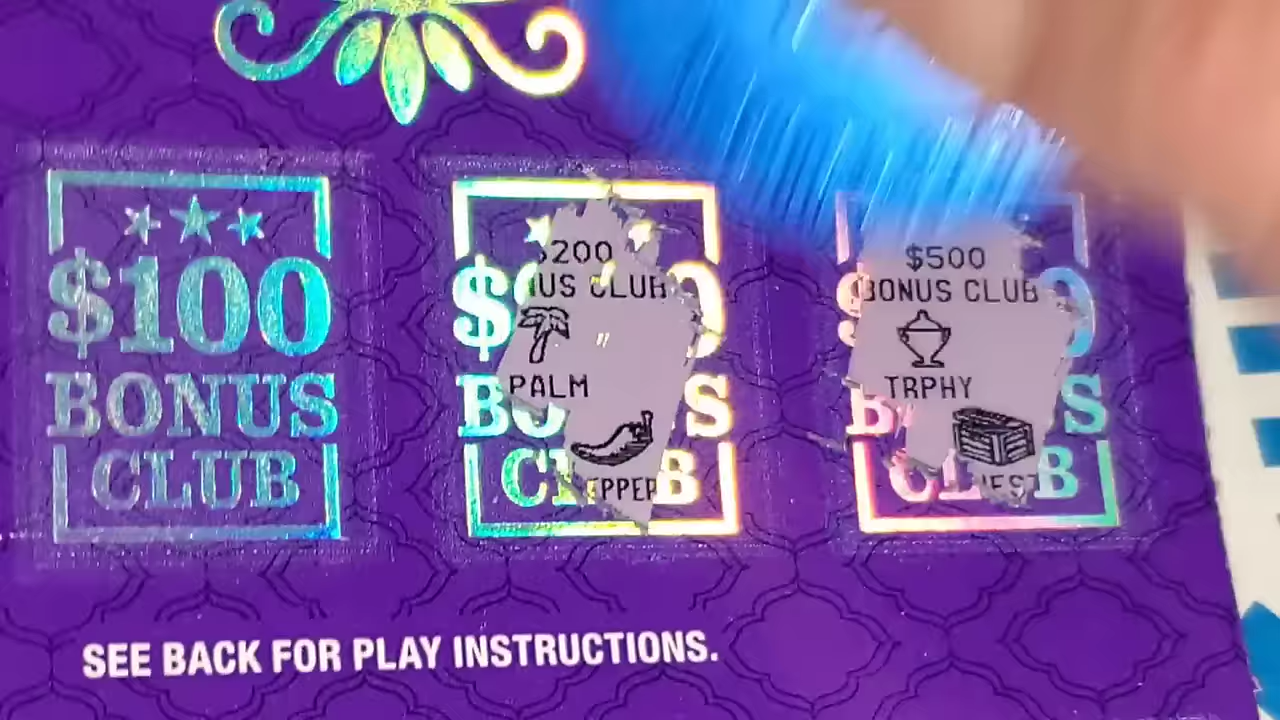 $100
BONUS
CLUB
$200
BONUS CLUB
PALM
PEPPER
$500
BONUS CLUB
TRPHY
CHEST
SEE BACK FOR PLAY INSTRUCTIONS.